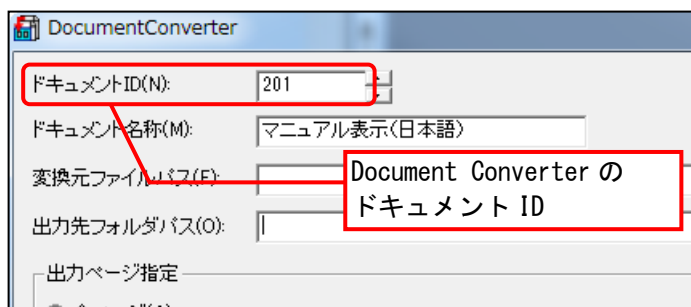 DocumentConverter
ドキュメントID(N): 201
ドキュメント名称(M): マニュアル表示(日本語)
変換元ファイルパス(F):
Document Converter の
ドキュメント ID
出力先フォルダパス(O):
出力ページ指定